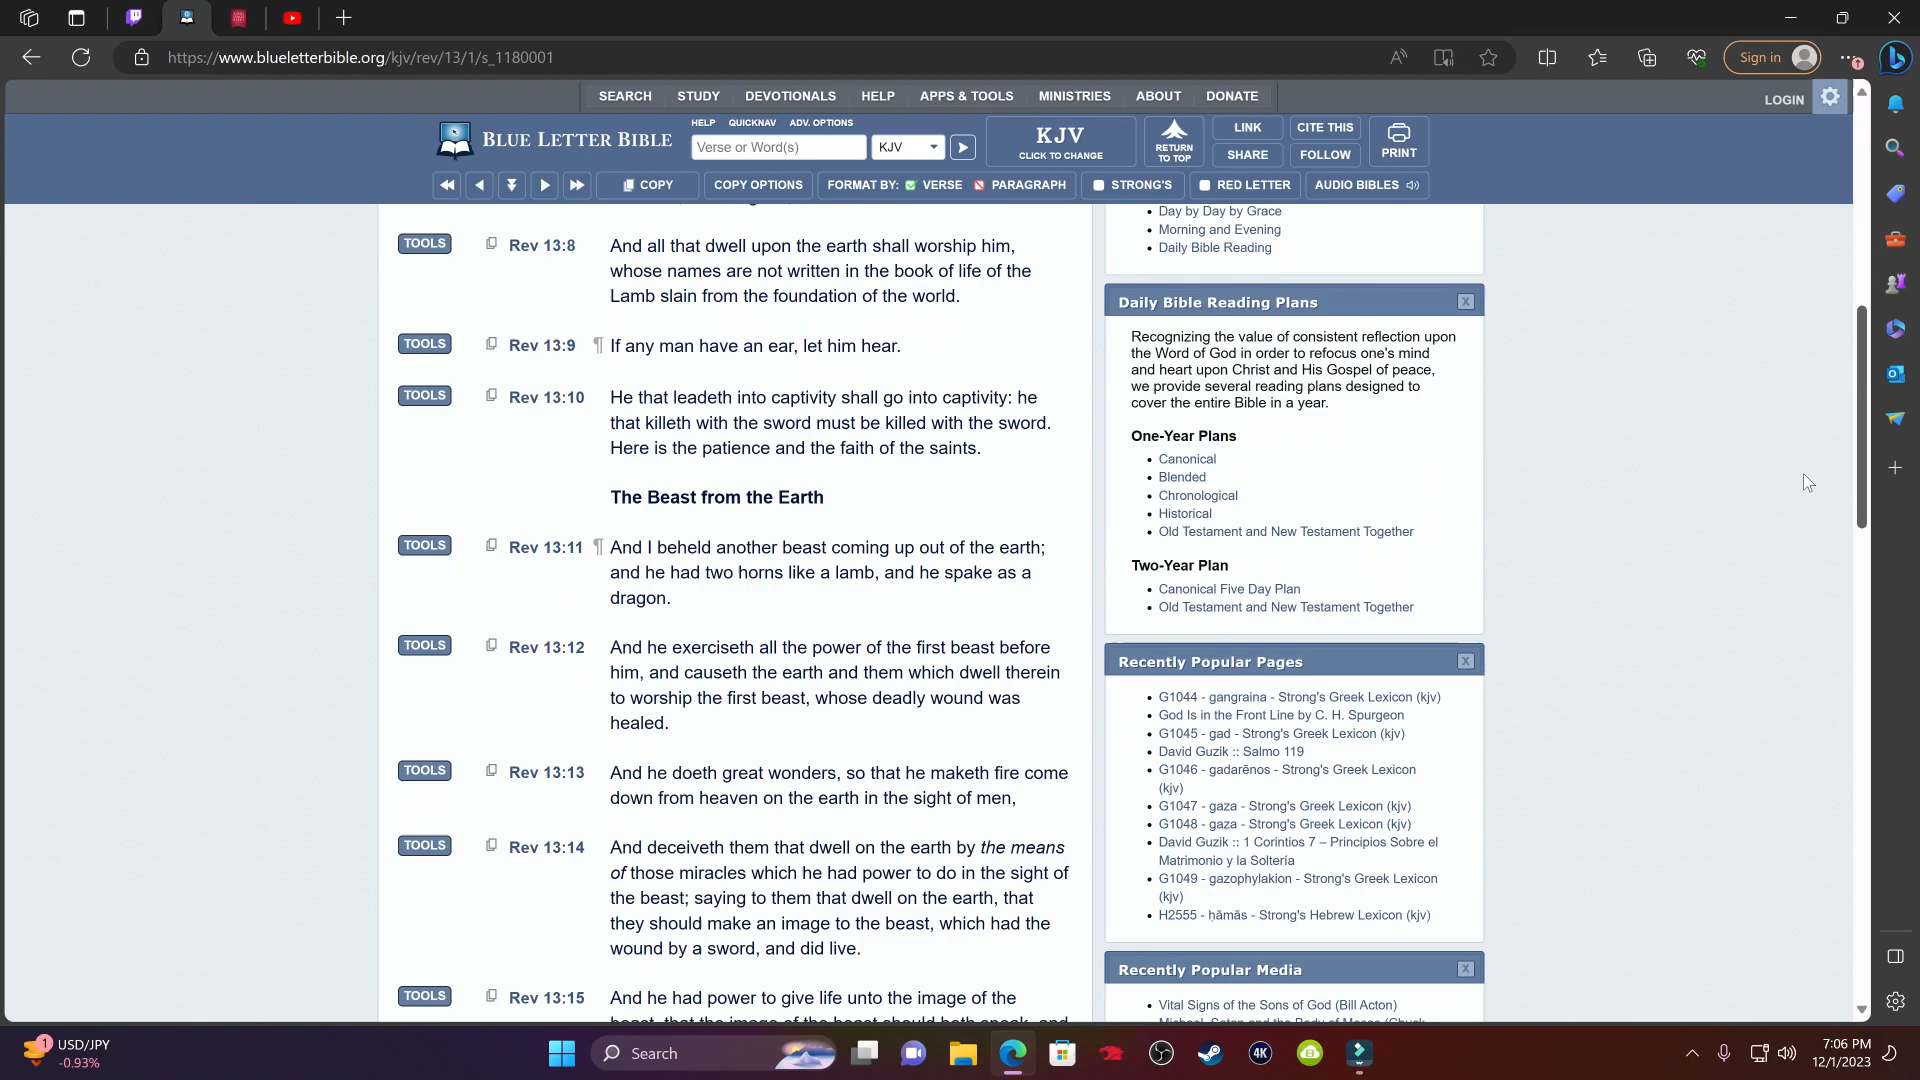 https://www.blueletterbible.org/kjv/rev/13/1/s_1180001
Sign in
SEARCH STUDY DEVOTIONALS HELP APPS & TOOLS MINISTRIES ABOUT DONATE
LOGIN
BLUE LETTER BIBLE
HELP QUICKNAV ADV. OPTIONS
Verse or Word(s)
KJV
KJV
CLICK TO CHANGE
RETURN
TO TOP
LINK
CITE THIS
SHARE
FOLLOW
PRINT
COPY
COPY OPTIONS
FORMAT BY: VERSE PARAGRAPH
STRONG'S
RED LETTER
AUDIO BIBLES
TOOLS Rev 13:8 And all that dwell upon the earth shall worship him,
whose names are not written in the book of life of the
Lamb slain from the foundation of the world.
TOOLS Rev 13:9 ¶ If any man have an ear, let him hear.
TOOLS Rev 13:10 He that leadeth into captivity shall go into captivity: he
that killeth with the sword must be killed with the sword.
Here is the patience and the faith of the saints.
The Beast from the Earth
TOOLS Rev 13:11 ¶ And I beheld another beast coming up out of the earth;
and he had two horns like a lamb, and he spake as a
dragon.
TOOLS Rev 13:12 And he exerciseth all the power of the first beast before
him, and causeth the earth and them which dwell therein
to worship the first beast, whose deadly wound was
healed.
TOOLS Rev 13:13 And he doeth great wonders, so that he maketh fire come
down from heaven on the earth in the sight of men,
TOOLS Rev 13:14 And deceiveth them that dwell on the earth by the means
of those miracles which he had power to do in the sight of
the beast; saying to them that dwell on the earth, that
they should make an image to the beast, which had the
wound by a sword, and did live.
TOOLS Rev 13:15 And he had power to give life unto the image of the
beast, that the image of the beast should both speak, and
Day by Day by Grace
Morning and Evening
Daily Bible Reading
Daily Bible Reading Plans X
Recognizing the value of consistent reflection upon
the Word of God in order to refocus one's mind
and heart upon Christ and His Gospel of peace,
we provide several reading plans designed to
cover the entire Bible in a year.
One-Year Plans
Canonical
Blended
Chronological
Historical
Old Testament and New Testament Together
Two-Year Plan
Canonical Five Day Plan
Old Testament and New Testament Together
Recently Popular Pages X
G1044 - gangraina - Strong's Greek Lexicon (kjv)
God Is in the Front Line by C. H. Spurgeon
G1045 - gad - Strong's Greek Lexicon (kjv)
David Guzik :: Salmo 119
G1046 - gadarēnos - Strong's Greek Lexicon
(kjv)
G1047 - gaza - Strong's Greek Lexicon (kjv)
G1048 - gaza - Strong's Greek Lexicon (kjv)
David Guzik :: 1 Corintios 7 – Principios Sobre el
Matrimonio y la Soltería
G1049 - gazophylakion - Strong's Greek Lexicon
(kjv)
H2555 - ḥāmās - Strong's Hebrew Lexicon (kjv)
Recently Popular Media X
Vital Signs of the Sons of God (Bill Acton)
Michael, Satan and the Body of Moses (Chuck
1
USD/JPY
-0.93%
Search
4K
7:06 PM
12/1/2023